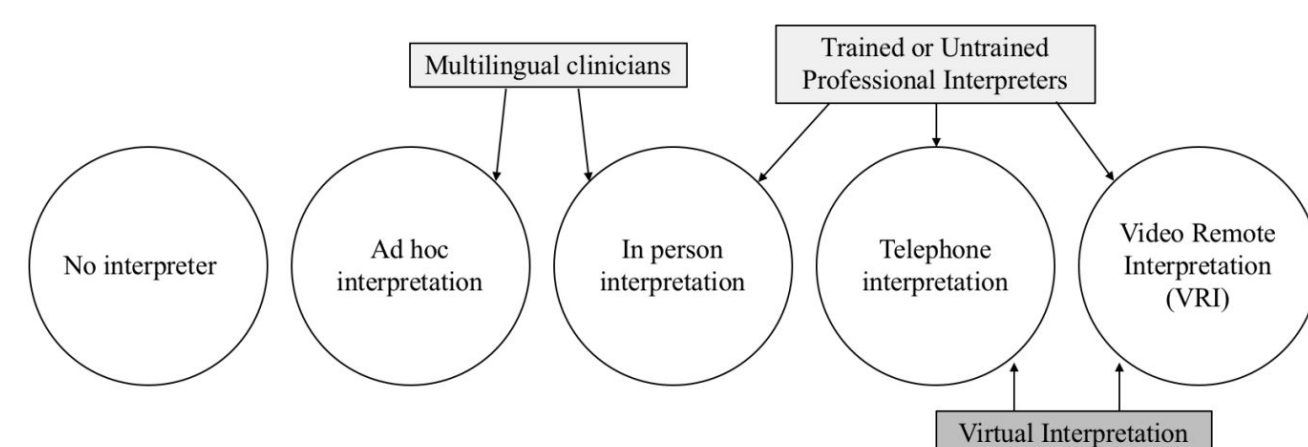 Multilingual clinicians
Trained or Untrained
Professional Interpreters
No interpreter
Ad hoc
interpretation
In person
interpretation
Telephone
interpretation
Video Remote
Interpretation
(VRI)
Virtual Interpretation